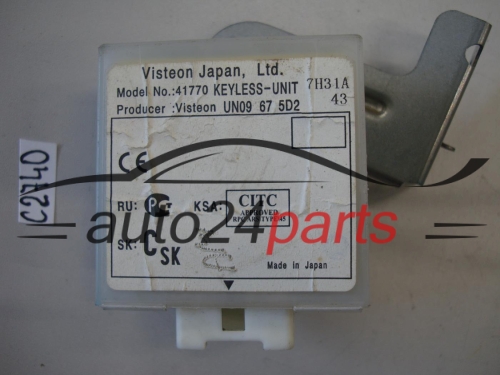 Visteon Japan, Ltd.
Model No.:41770 KEYLESS-UNIT 7H31A
Producer :Visteon UN09 67 5D2 43
CE
RU: KSA: CITC
APPROVED
SK: C SK
Made in Japan
C2740
auto24parts